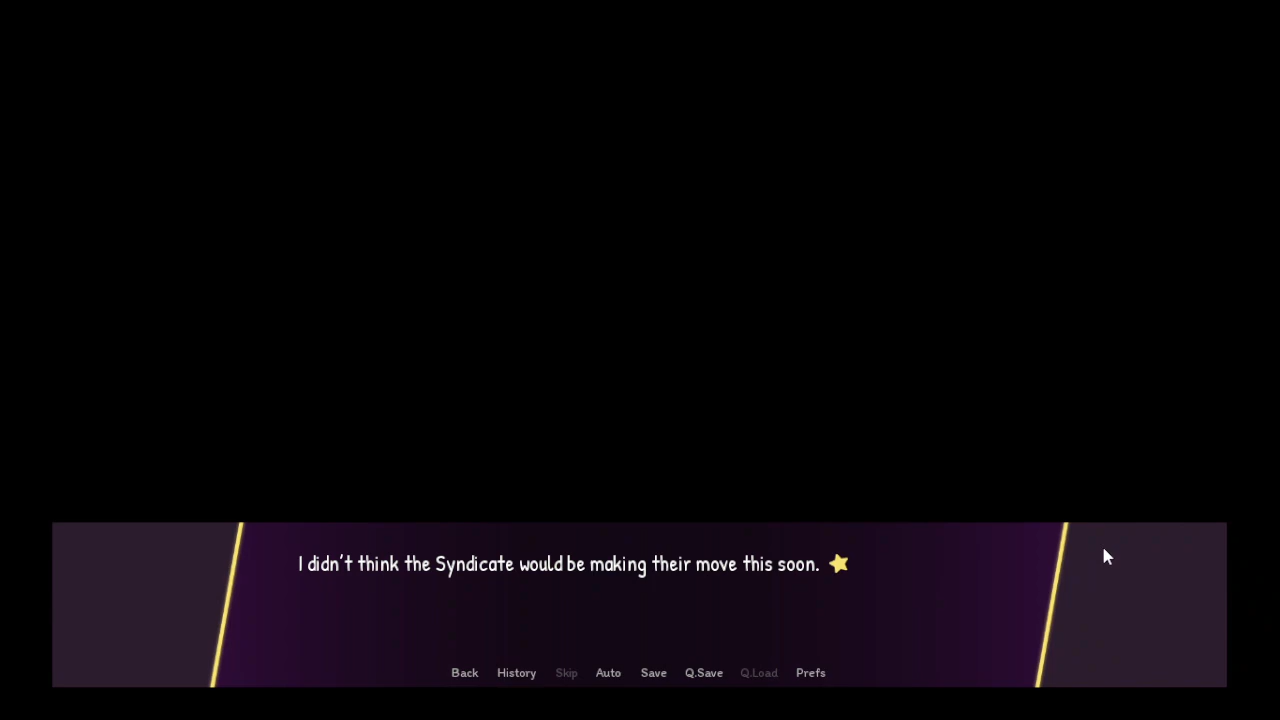 I didn't think the Syndicate would be making their move this soon.
Back History Skip Auto Save Q.Save Q.Load Prefs